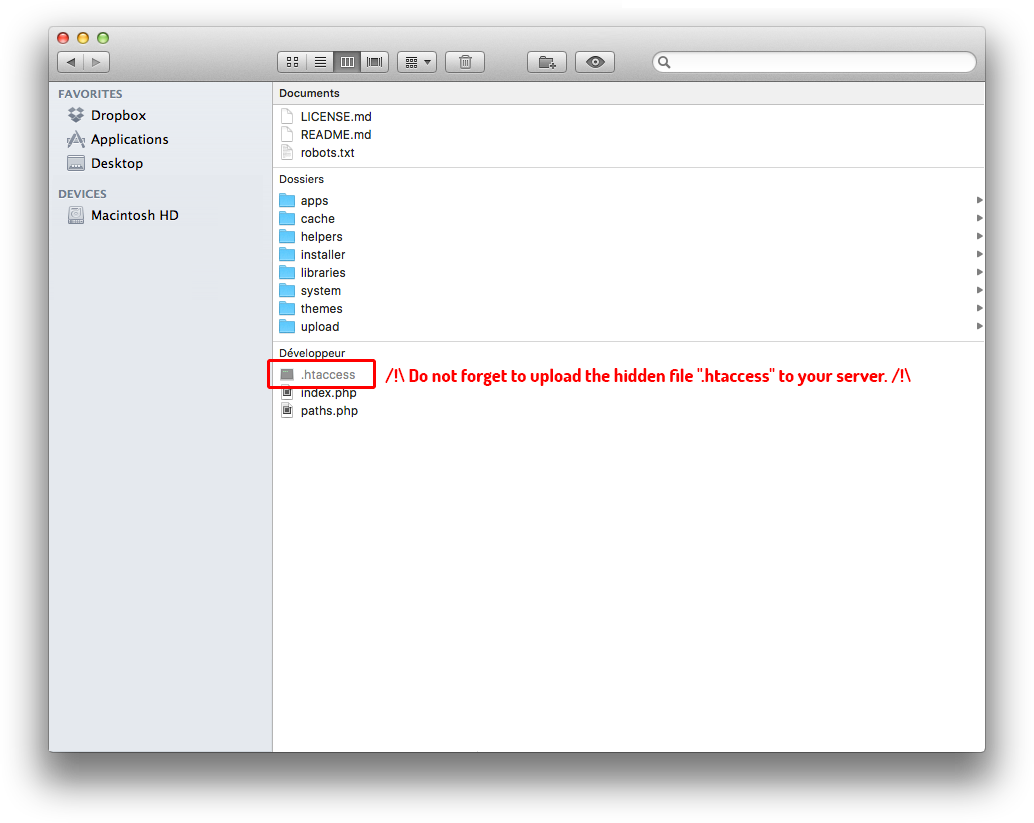 FAVORITES
Dropbox
Applications
Desktop
DEVICES
Macintosh HD
Documents
LICENSE.md
README.md
robots.txt
Dossiers
apps
cache
helpers
installer
libraries
system
themes
upload
Développeur
.htaccess /!\ Do not forget to upload the hidden file ".htaccess" to your server. /!\
index.php
paths.php